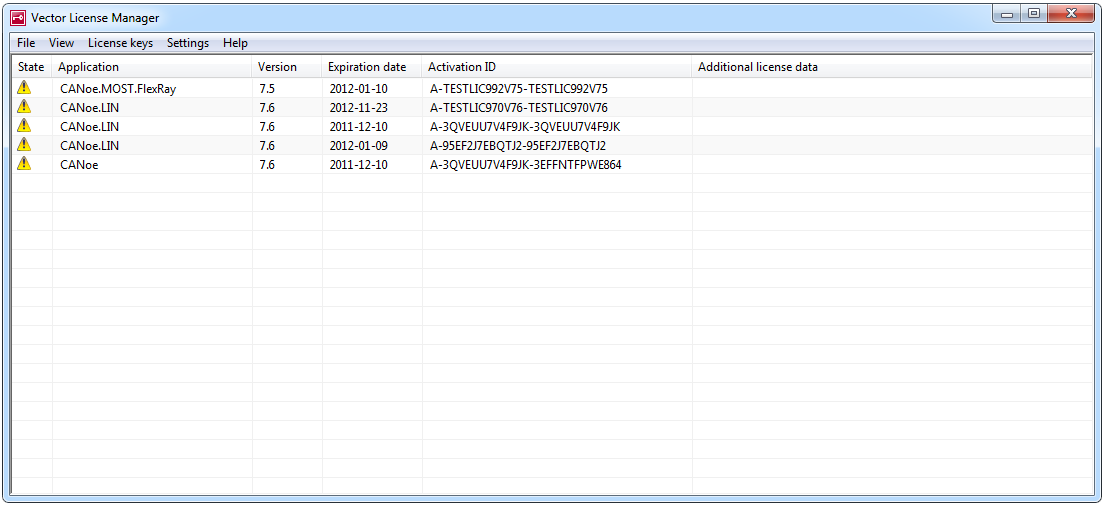 Vector License Manager
File View License keys Settings Help
State Application Version Expiration date Activation ID Additional license data
CANoe.MOST.FlexRay 7.5 2012-01-10 A-TESTLIC992V75-TESTLIC992V75
CANoe.LIN 7.6 2012-11-23 A-TESTLIC970V76-TESTLIC970V76
CANoe.LIN 7.6 2011-12-10 A-3QVEUU7V4F9JK-3QVEUU7V4F9JK
CANoe.LIN 7.6 2012-01-09 A-95EF2J7EBQTJ2-95EF2J7EBQTJ2
CANoe 7.6 2011-12-10 A-3QVEUU7V4F9JK-3EFFNTFPWE864